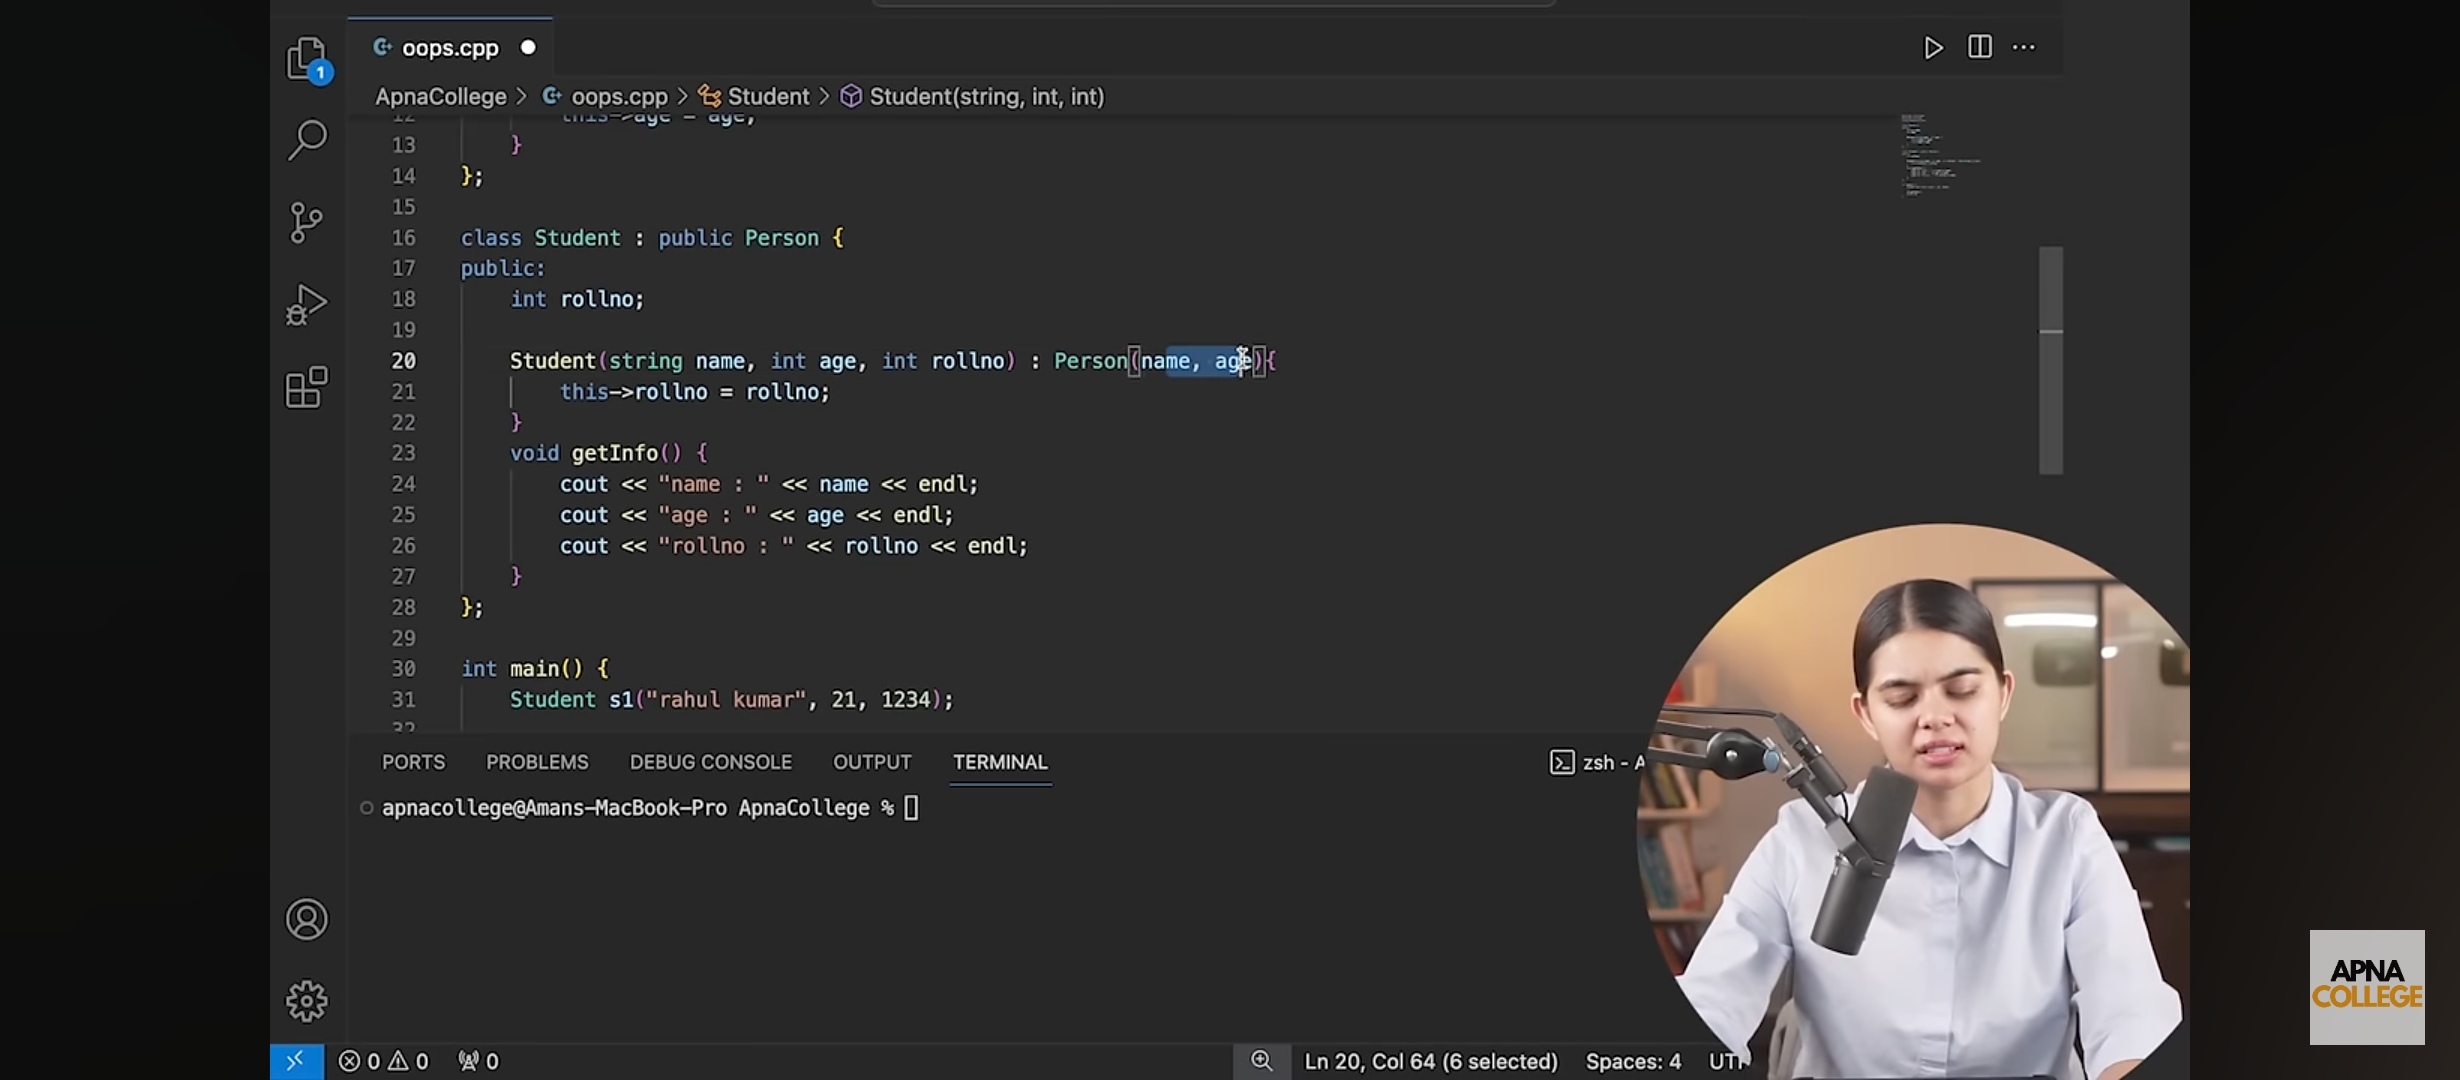 oops.cpp
ApnaCollege > oops.cpp > Student > Student(string, int, int)
12 this->age = age;
13 }
14 };
15
16 class Student : public Person {
17 public:
18 int rollno;
19
20 Student(string name, int age, int rollno) : Person(name, age){
21 this->rollno = rollno;
22 }
23 void getInfo() {
24 cout << "name : " << name << endl;
25 cout << "age : " << age << endl;
26 cout << "rollno : " << rollno << endl;
27 }
28 };
29
30 int main() {
31 Student s1("rahul kumar", 21, 1234);
32
PORTS PROBLEMS DEBUG CONSOLE OUTPUT TERMINAL zsh - A
apnacollege@Amans-MacBook-Pro ApnaCollege %
1
0 0 0 Ln 20, Col 64 (6 selected) Spaces: 4 UTF
APNA
COLLEGE